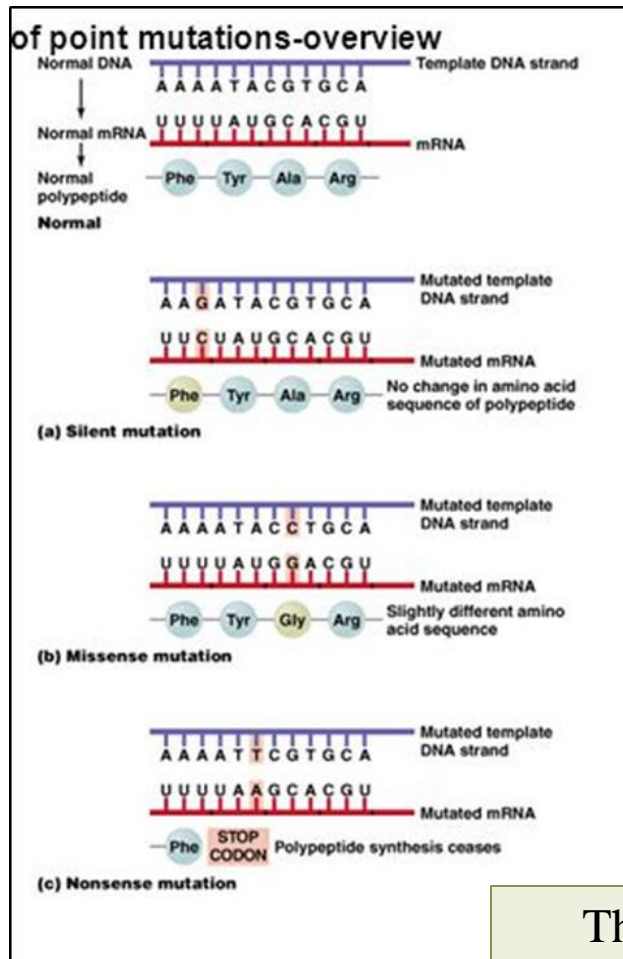 of point mutations-overview
Normal DNA
Template DNA strand
A A A A T A C G T G C A
U U U U A U G C A C G U
Normal mRNA
mRNA
Normal
polypeptide
Phe Tyr Ala Arg
Normal
Mutated template
DNA strand
A A G A T A C G T G C A
U U C U A U G C A C G U
Mutated mRNA
Phe Tyr Ala Arg
No change in amino acid
sequence of polypeptide
(a) Silent mutation
Mutated template
DNA strand
A A A A T A C C T G C A
U U U U A U G G A C G U
Mutated mRNA
Phe Tyr Gly Arg
Slightly different amino
acid sequence
(b) Missense mutation
Mutated template
DNA strand
A A A A T T C G T G C A
U U U U A A G C A C G U
Mutated mRNA
Phe
STOP
CODON
Polypeptide synthesis ceases
(c) Nonsense mutation
Th